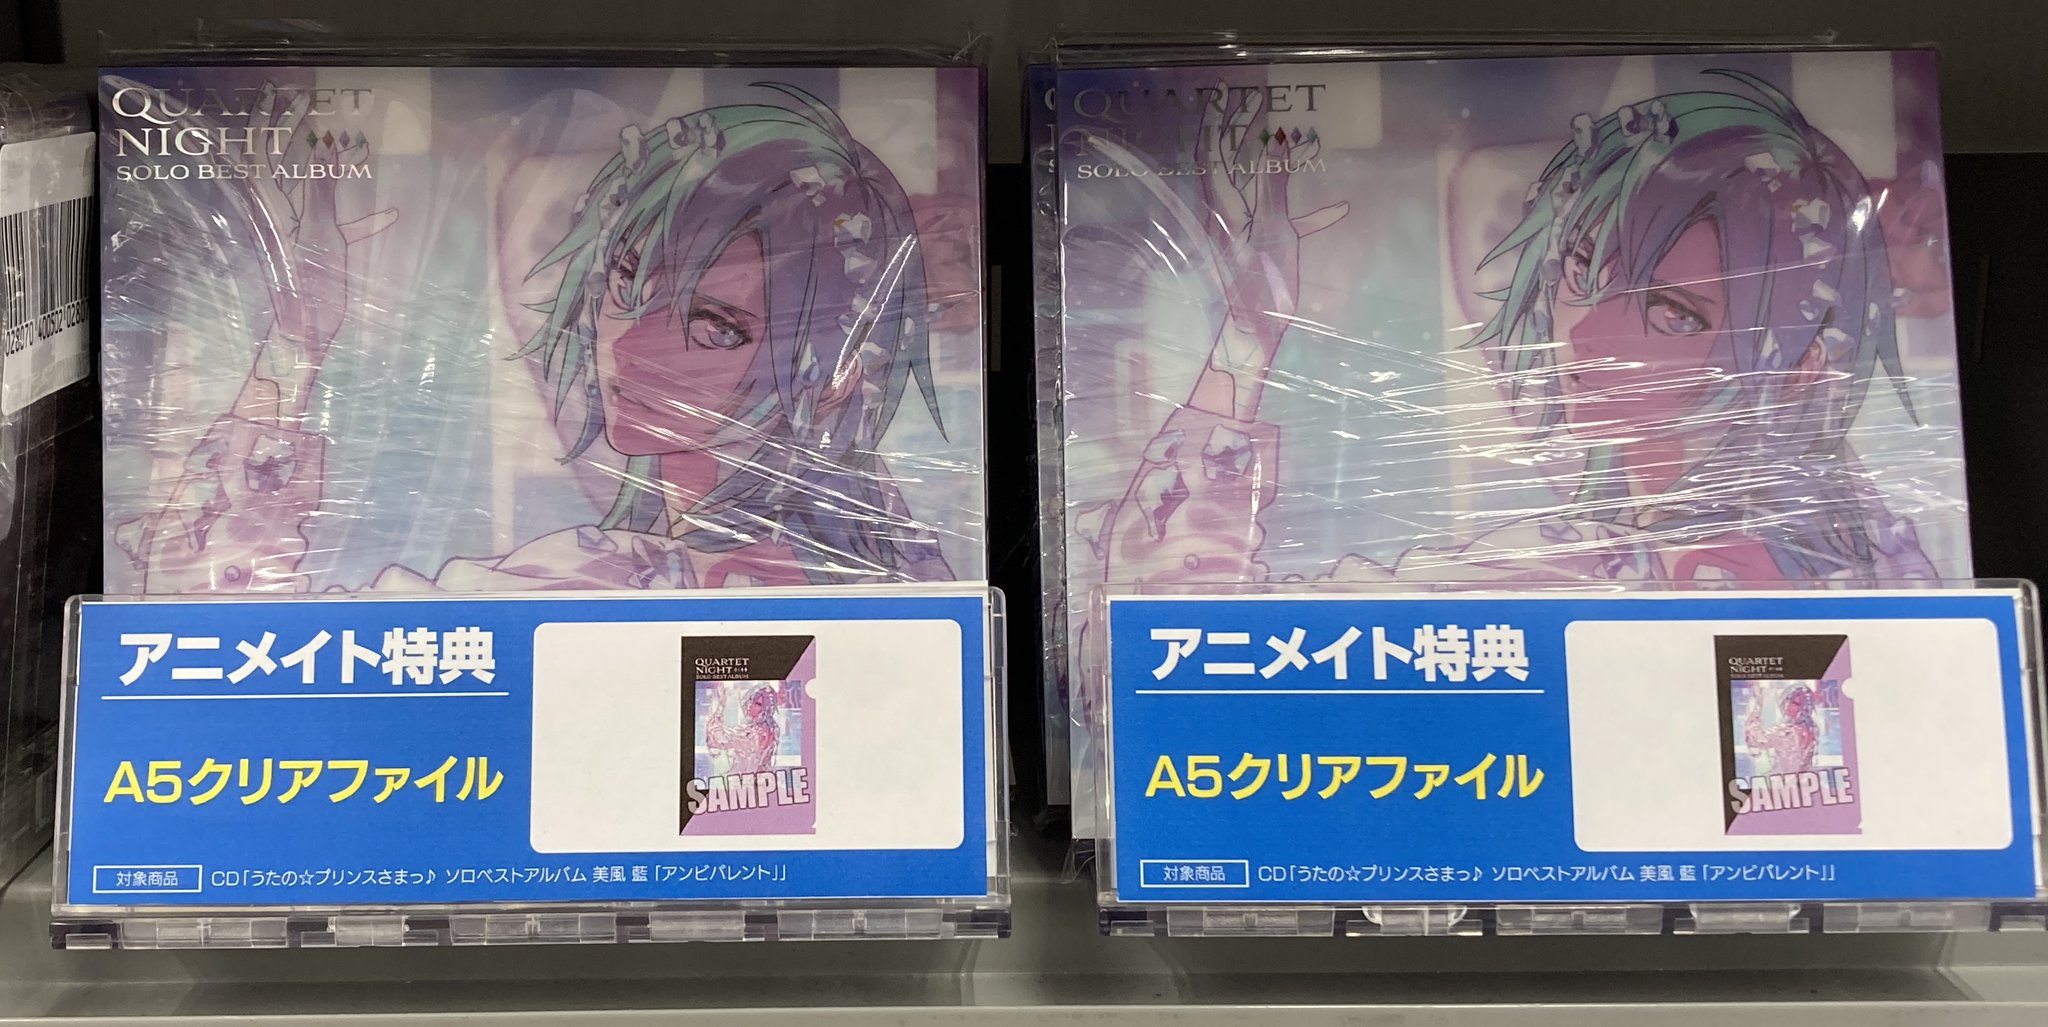 QUARTET
NIGHT
SOLO BEST ALBUM
QUARTET
NIGHT
SOLO BEST ALBUM
アニメイト特典
A5クリアファイル
QUARTET
NIGHT
SOLO BEST ALBUM
SAMPLE
対象商品 CD「うたの☆プリンスさまっ♪ ソロベストアルバム 美風 藍 「アンビバレント」」
アニメイト特典
A5クリアファイル
QUARTET
NIGHT
SOLO BEST ALBUM
SAMPLE
対象商品 CD「うたの☆プリンスさまっ♪ ソロベストアルバム 美風 藍 「アンビバレント」」